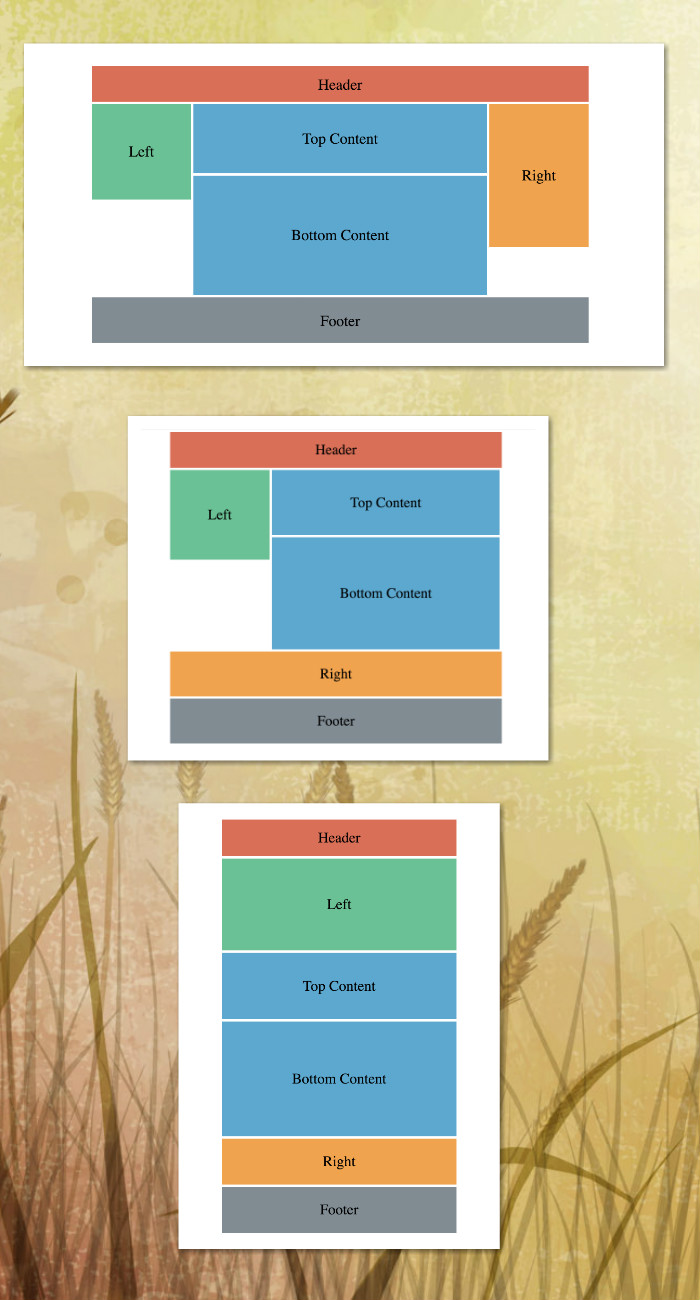 Header
Left
Top Content
Right
Bottom Content
Footer
Header
Left
Top Content
Bottom Content
Right
Footer
Header
Left
Top Content
Bottom Content
Right
Footer